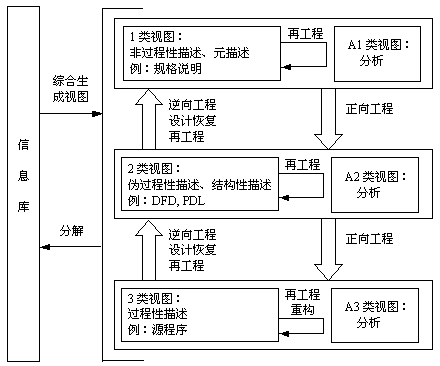 信
息
库
综合生
成视图
分解
1 类视图：
非过程性描述、元描述
例：规格说明
再工程
A1 类视图：
分析
逆向工程
设计恢复
再工程
正向工程
2 类视图：
伪过程性描述、结构性描述
例：DFD, PDL
再工程
A2 类视图：
分析
逆向工程
设计恢复
再工程
正向工程
3 类视图：
过程性描述
例：源程序
再工程
重构
A3 类视图：
分析